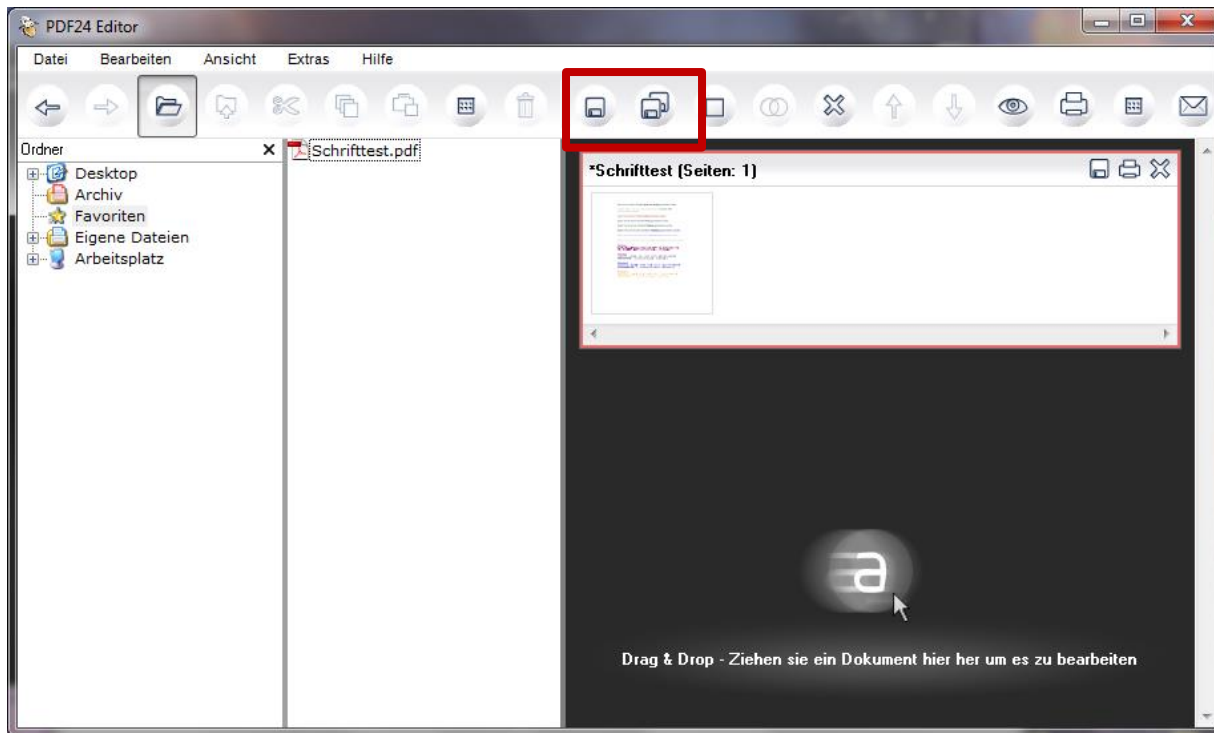 PDF24 Editor
Datei Bearbeiten Ansicht Extras Hilfe
Ordner
Desktop
Archiv
Favoriten
Eigene Dateien
Arbeitsplatz
Schrifttest.pdf
*Schrifttest (Seiten: 1)
a
Drag & Drop - Ziehen sie ein Dokument hier her um es zu bearbeiten